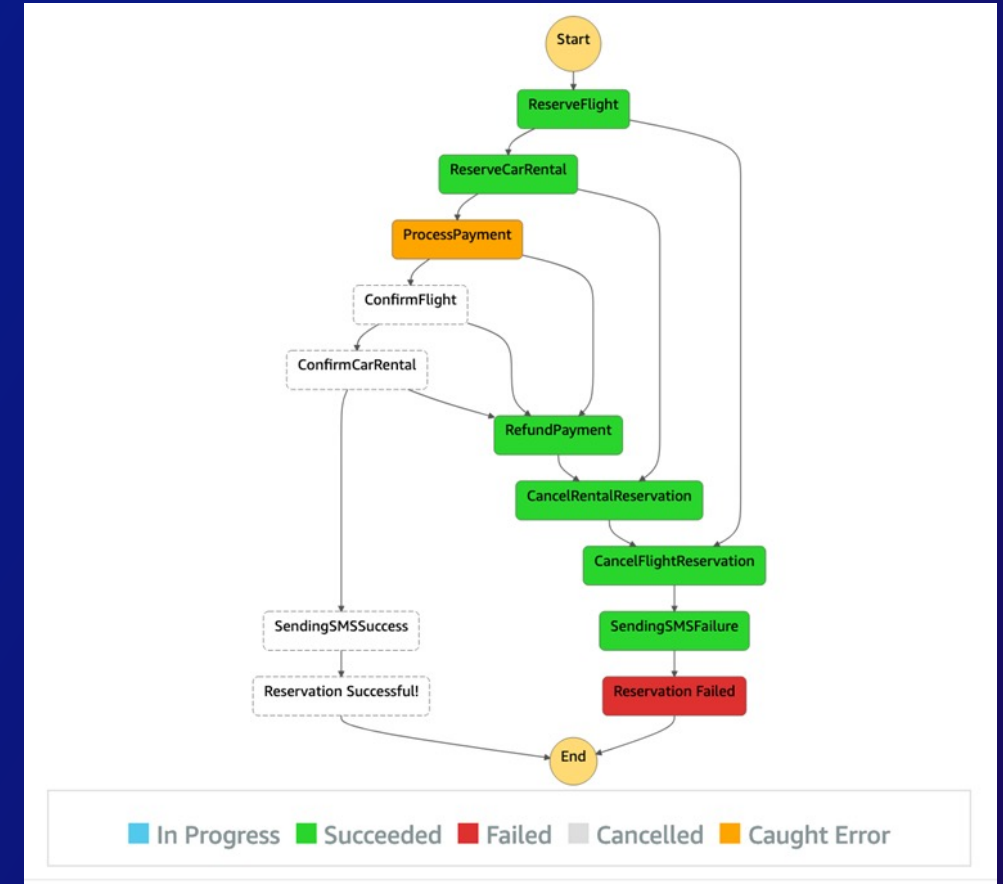 Start
ReserveFlight
ReserveCarRental
ProcessPayment
ConfirmFlight
ConfirmCarRental
RefundPayment
CancelRentalReservation
CancelFlightReservation
SendingSMSSuccess
SendingSMSFailure
Reservation Successful!
Reservation Failed
End
In Progress
Succeeded
Failed
Cancelled
Caught Error